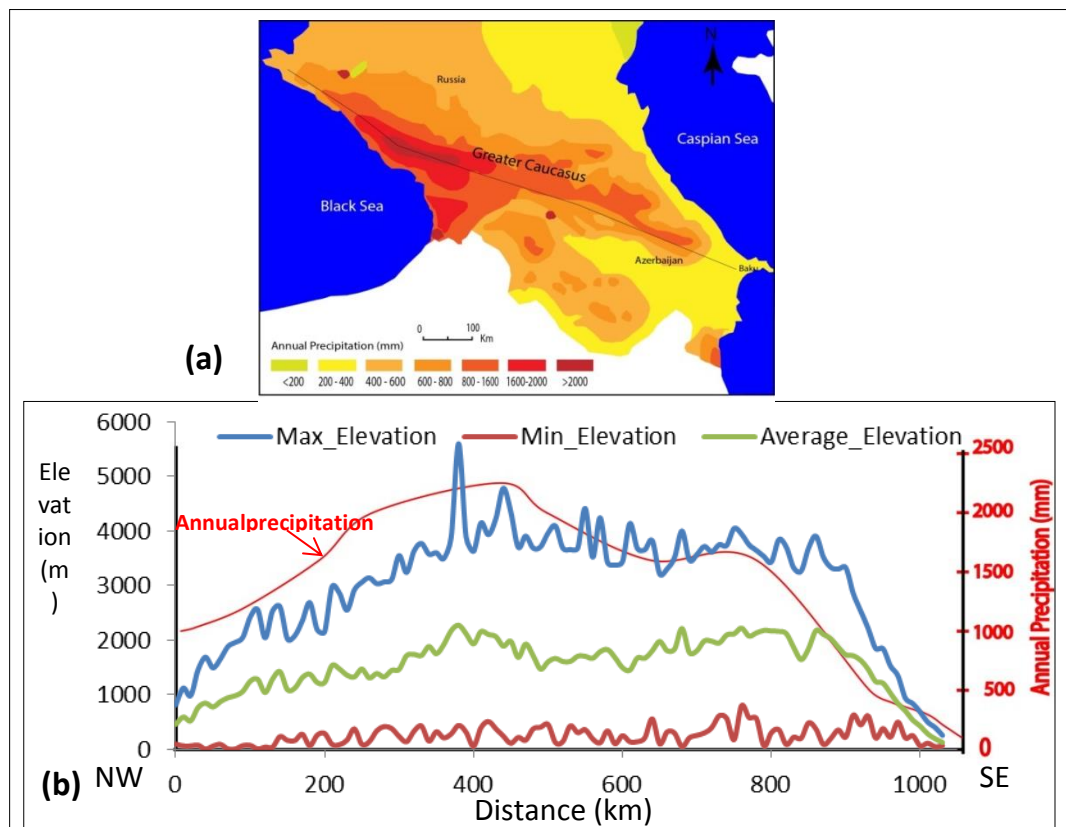 N
Russia
Caspian Sea
Greater Caucasus
Black Sea
Azerbaijan
Baku
0 100
Km
Annual Precipitation (mm)
<200 200 - 400 400 - 600 600 - 800 800 - 1600 1600-2000 >2000
(a)
Max_Elevation Min_Elevation Average_Elevation
Ele
vat
ion
(m
)
6000
5000
4000
3000
2000
1000
0
Annualprecipitation
2500
2000
1500
1000
500
0
Annual Precipitation (mm)
(b) NW SE
0 200 400 600 800 1000
Distance (km)